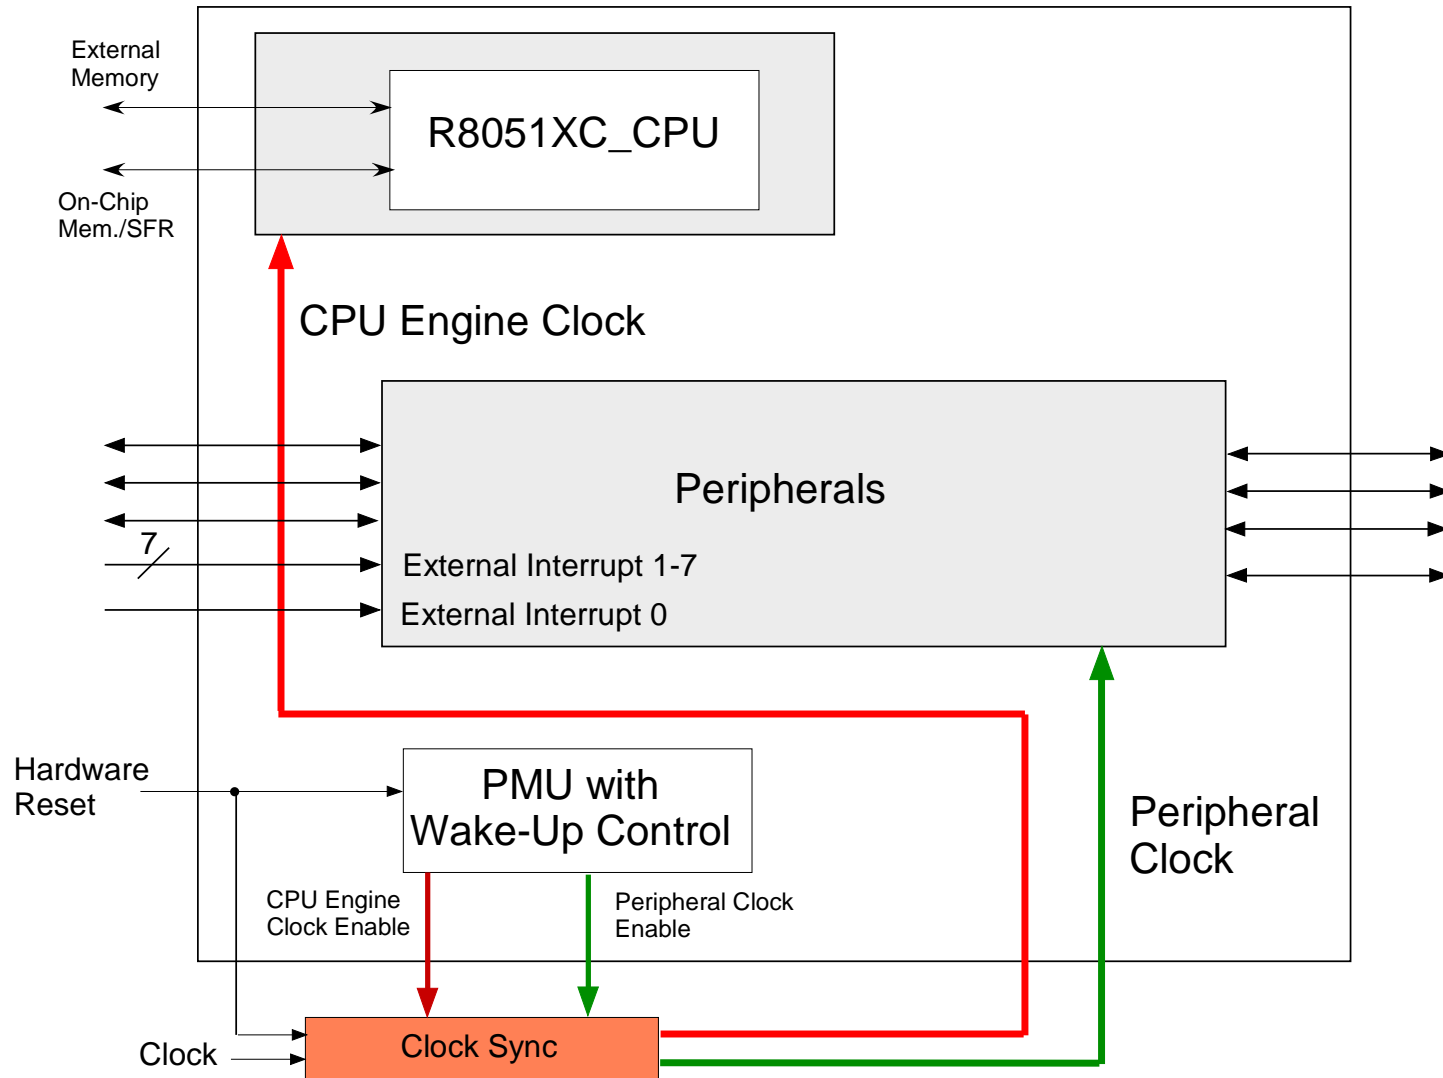 External
Memory
R8051XC_CPU
On-Chip
Mem./SFR
CPU Engine Clock
Peripherals
7
External Interrupt 1-7
External Interrupt 0
Hardware
Reset
PMU with
Wake-Up Control
Peripheral
Clock
CPU Engine
Clock Enable
Peripheral Clock
Enable
Clock Sync
Clock